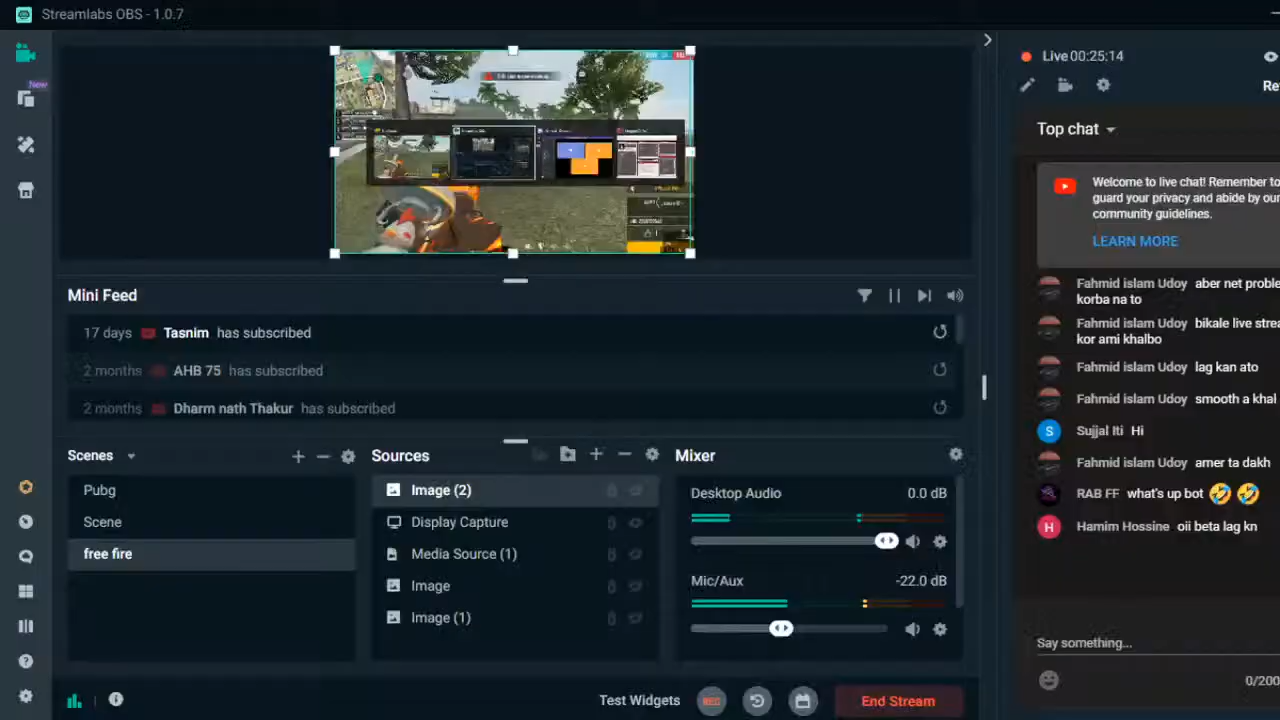 Streamlabs OBS - 1.0.7
New
Live 00:25:14
Top chat
Welcome to live chat! Remember to
guard your privacy and abide by our
community guidelines.
LEARN MORE
Fahmid islam Udoy aber net proble
korba na to
Fahmid islam Udoy bikale live strea
kor ami khalbo
Fahmid islam Udoy lag kan ato
Fahmid islam Udoy smooth a khal
S Sujjal Iti Hi
Fahmid islam Udoy amer ta dakh
RAB FF what's up bot 🤣🤣
H Hamim Hossine oii beta lag kn
Say something...
0/200
Mini Feed
17 days Tasnim has subscribed
2 months AHB 75 has subscribed
2 months Dharm nath Thakur has subscribed
Scenes
Pubg
Scene
free fire
Sources
Image (2)
Display Capture
Media Source (1)
Image
Image (1)
Mixer
Desktop Audio 0.0 dB
Mic/Aux -22.0 dB
Test Widgets
REC
End Stream